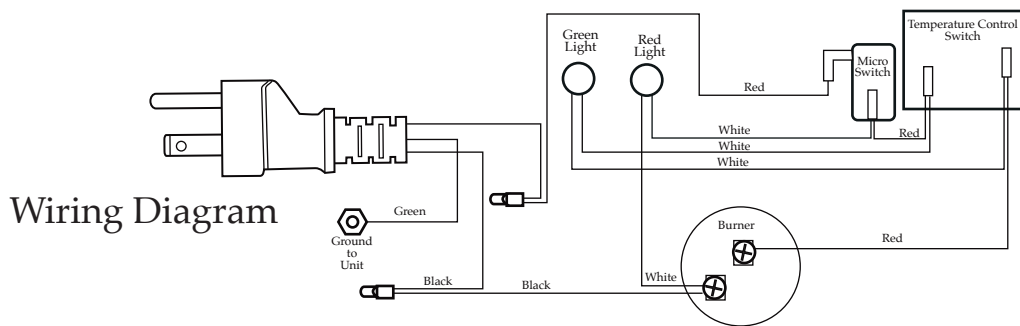 Temperature Control
Switch
Green
Light
Red
Light
Micro
Switch
Red
White
Red
White
White
Wiring Diagram
Green
Ground
to
Unit
Burner
Red
White
Black
Black